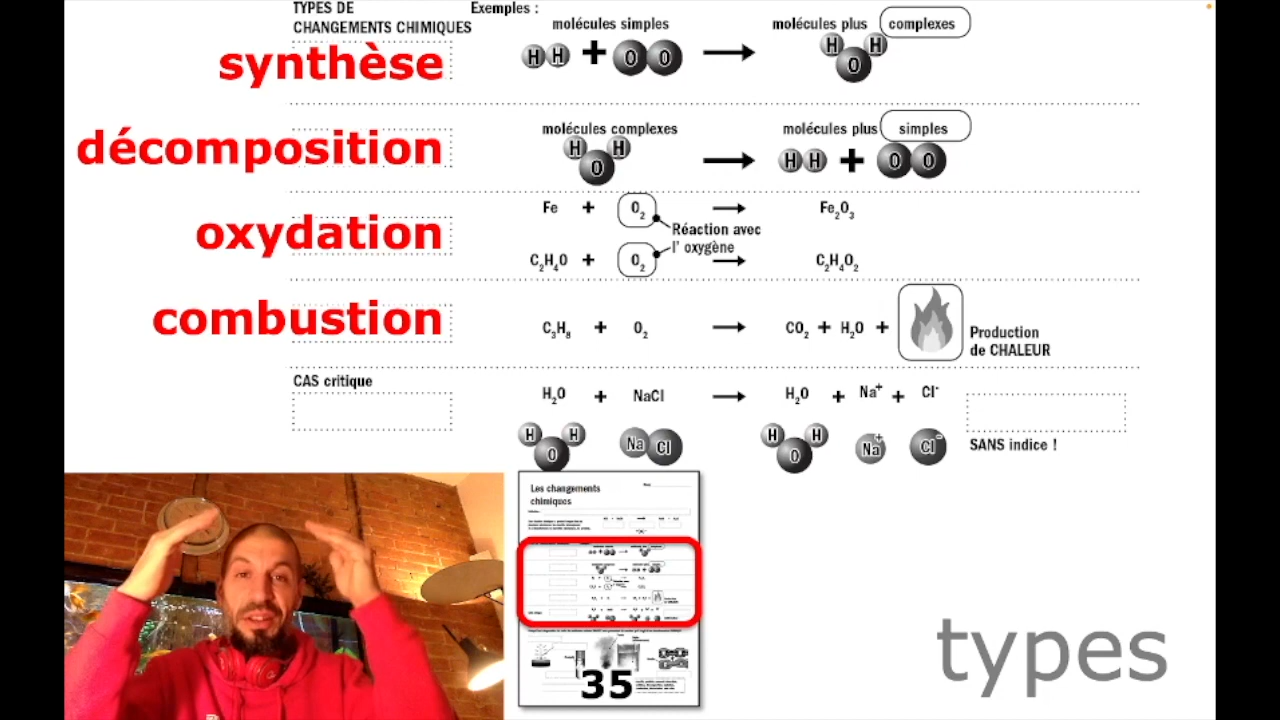 TYPES DE
CHANGEMENTS CHIMIQUES
Exemples :
molécules simples
molécules plus complexes
synthèse
H H + O O
H H
O
molécules complexes
molécules plus simples
décomposition
H H
O
H H + O O
Fe + O₂ Fe₂O₃
Réaction avec
l' oxygène
oxydation
C₂H₄O + O₂ C₂H₄O₂
combustion
C₃H₈ + O₂ CO₂ + H₂O +
Production
de CHALEUR
CAS critique
H₂O + NaCl H₂O + Na⁺ + Cl⁻
H H
O
Na Cl
H H
O
Na⁺
Cl⁻
SANS indice !
Les changements
chimiques
35
types